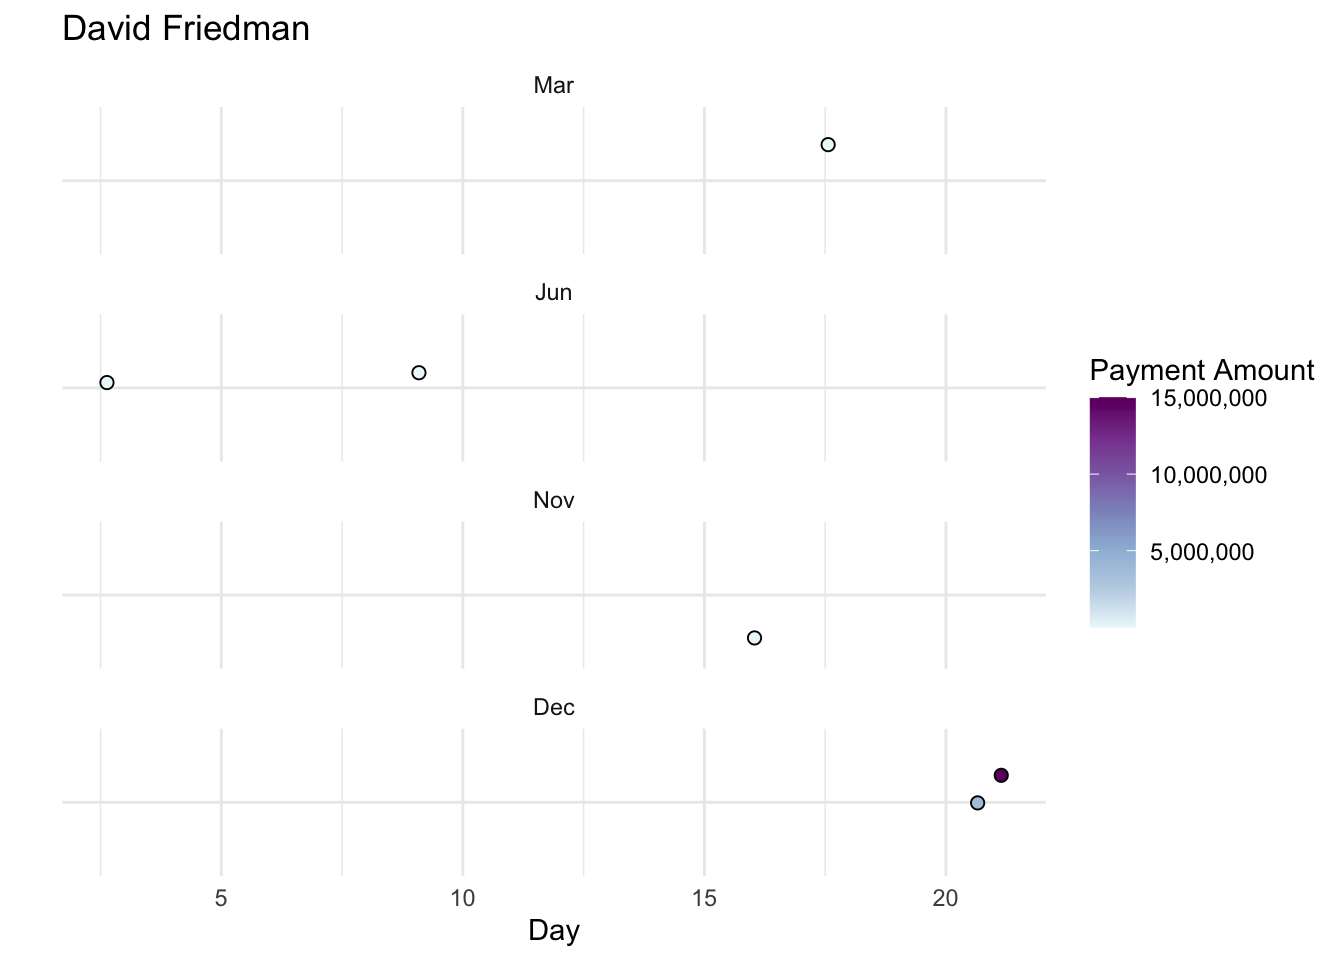 David Friedman
Mar
Jun
Nov
Dec
5 10 15 20
Day
Payment Amount
15,000,000
10,000,000
5,000,000